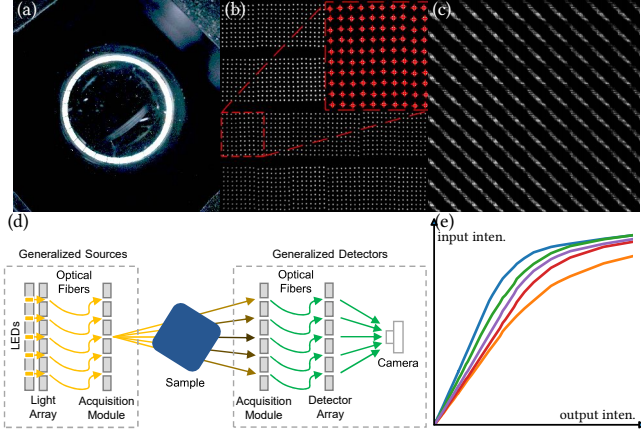 (a)
(b)
(c)
(d)
Generalized Sources
Generalized Detectors
Optical
Fibers
Optical
Fibers
LEDs
Sample
Camera
Light
Array
Acquisition
Module
Acquisition
Module
Detector
Array
(e)
input inten.
output inten.